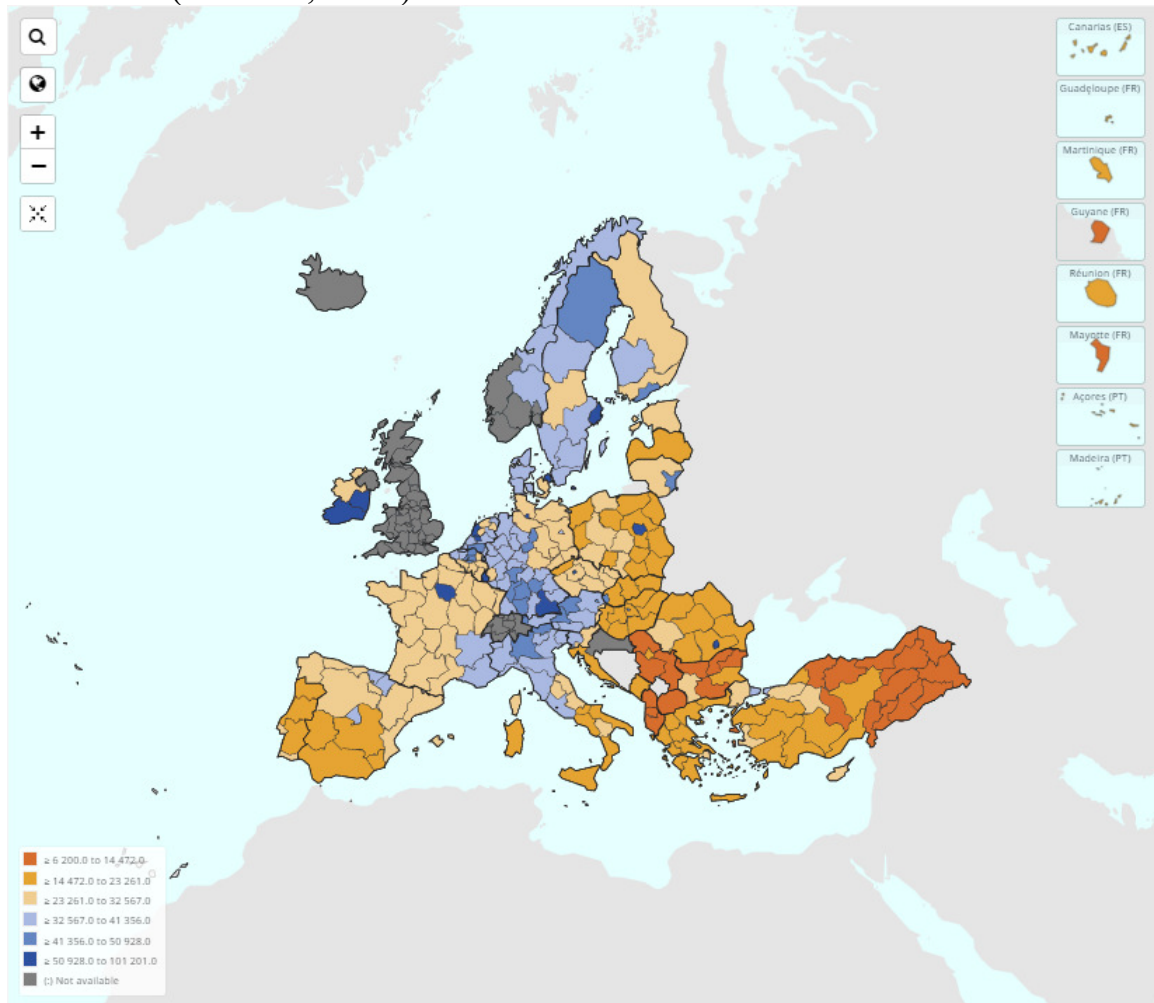 Canarias (ES)
Guadeloupe (FR)
Martinique (FR)
Guyane (FR)
Réunion (FR)
Mayotte (FR)
Açores (PT)
Madeira (PT)
+
−
≥ 6 200.0 to 14 472.0
≥ 14 472.0 to 23 261.0
≥ 23 261.0 to 32 567.0
≥ 32 567.0 to 41 356.0
≥ 41 356.0 to 50 928.0
≥ 50 928.0 to 101 201.0
(:) Not available